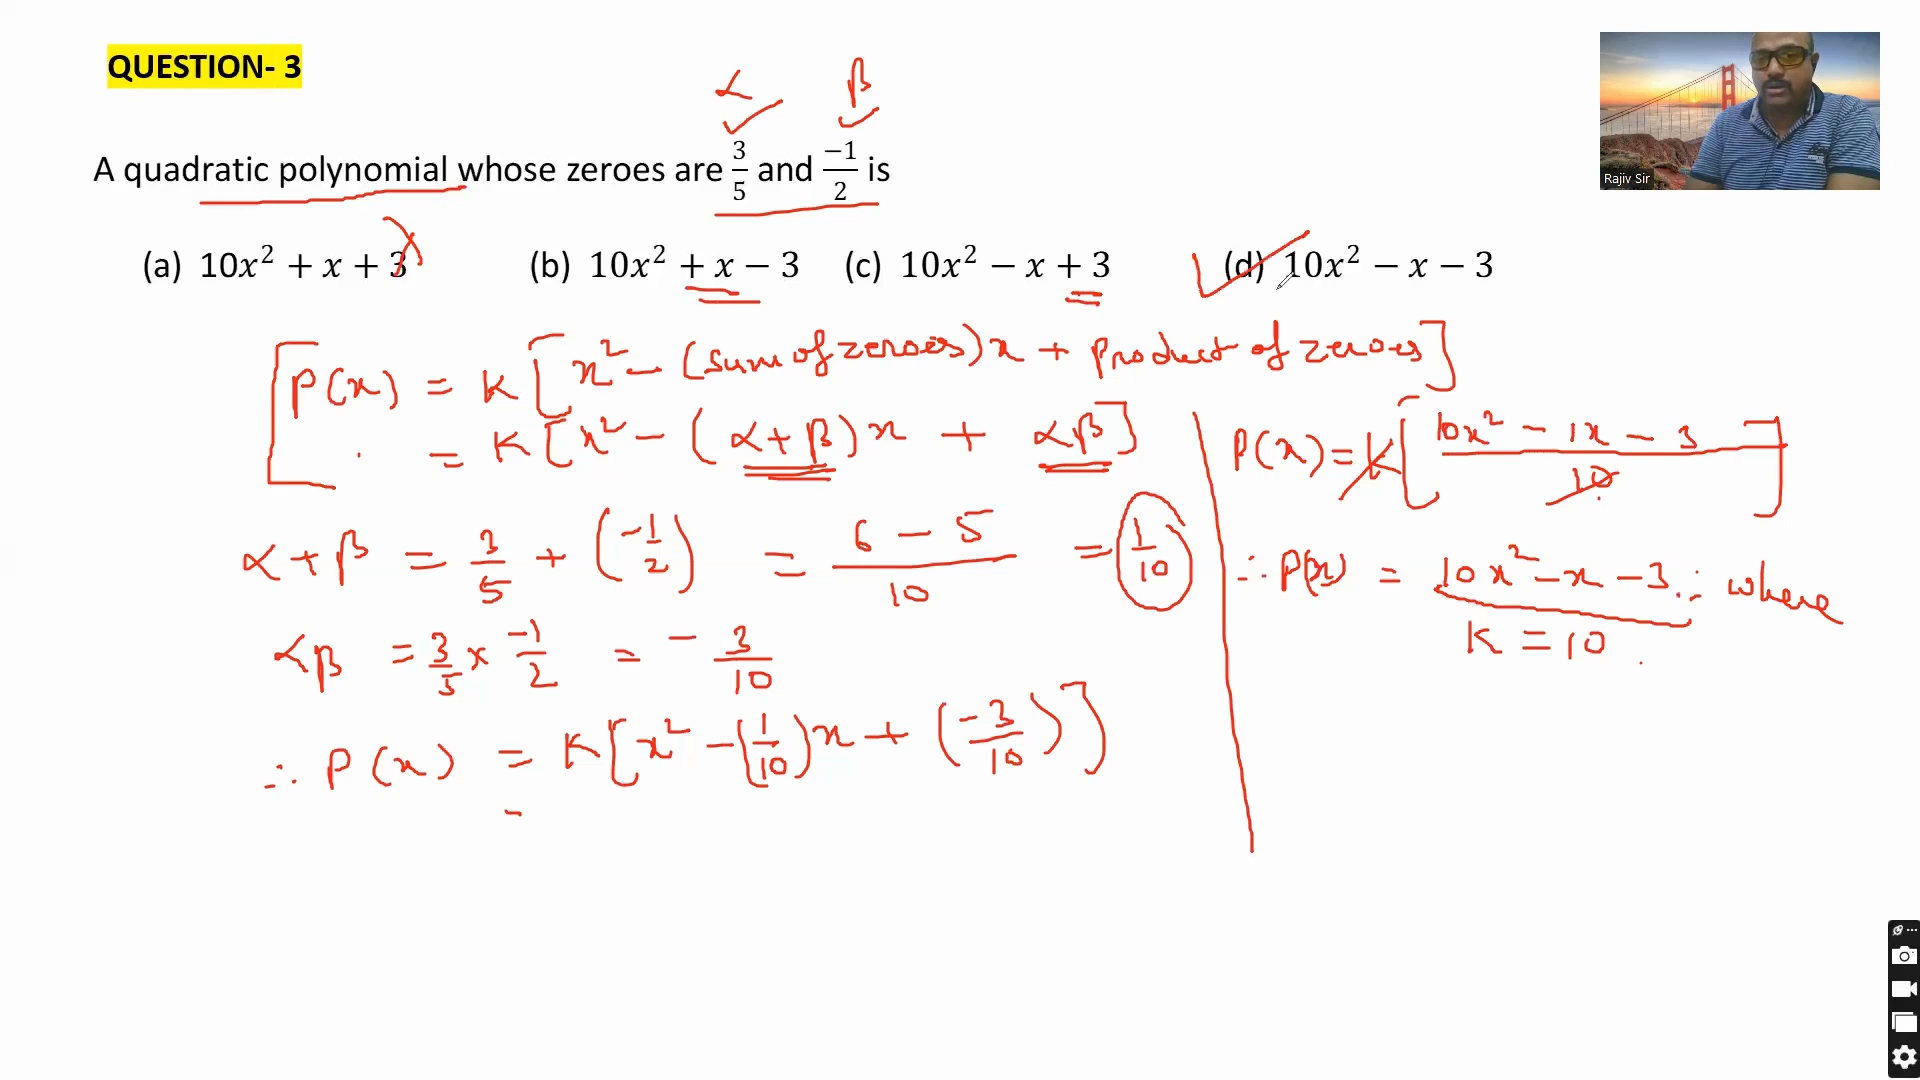 QUESTION- 3
α β
A quadratic polynomial whose zeroes are 3/5 and −1/2 is
(a) 10x² + x + 3 (b) 10x² + x − 3 (c) 10x² − x + 3 (d) 10x² − x − 3
P(x) = K[x² − (Sum of zeroes)x + Product of zeroes]
= K[x² − (α+β)x + αβ]
α+β = 3/5 + (−1/2) = 6 − 5/10 = 1/10
αβ = 3/5 x −1/2 = − 3/10
∴ P(x) = K[x² − (1/10)x + (−3/10)]
=
P(x) = K[10x² − 1x − 3/10]
∴ P(x) = 10x² − x − 3 ; where
K = 10
Rajiv Sir